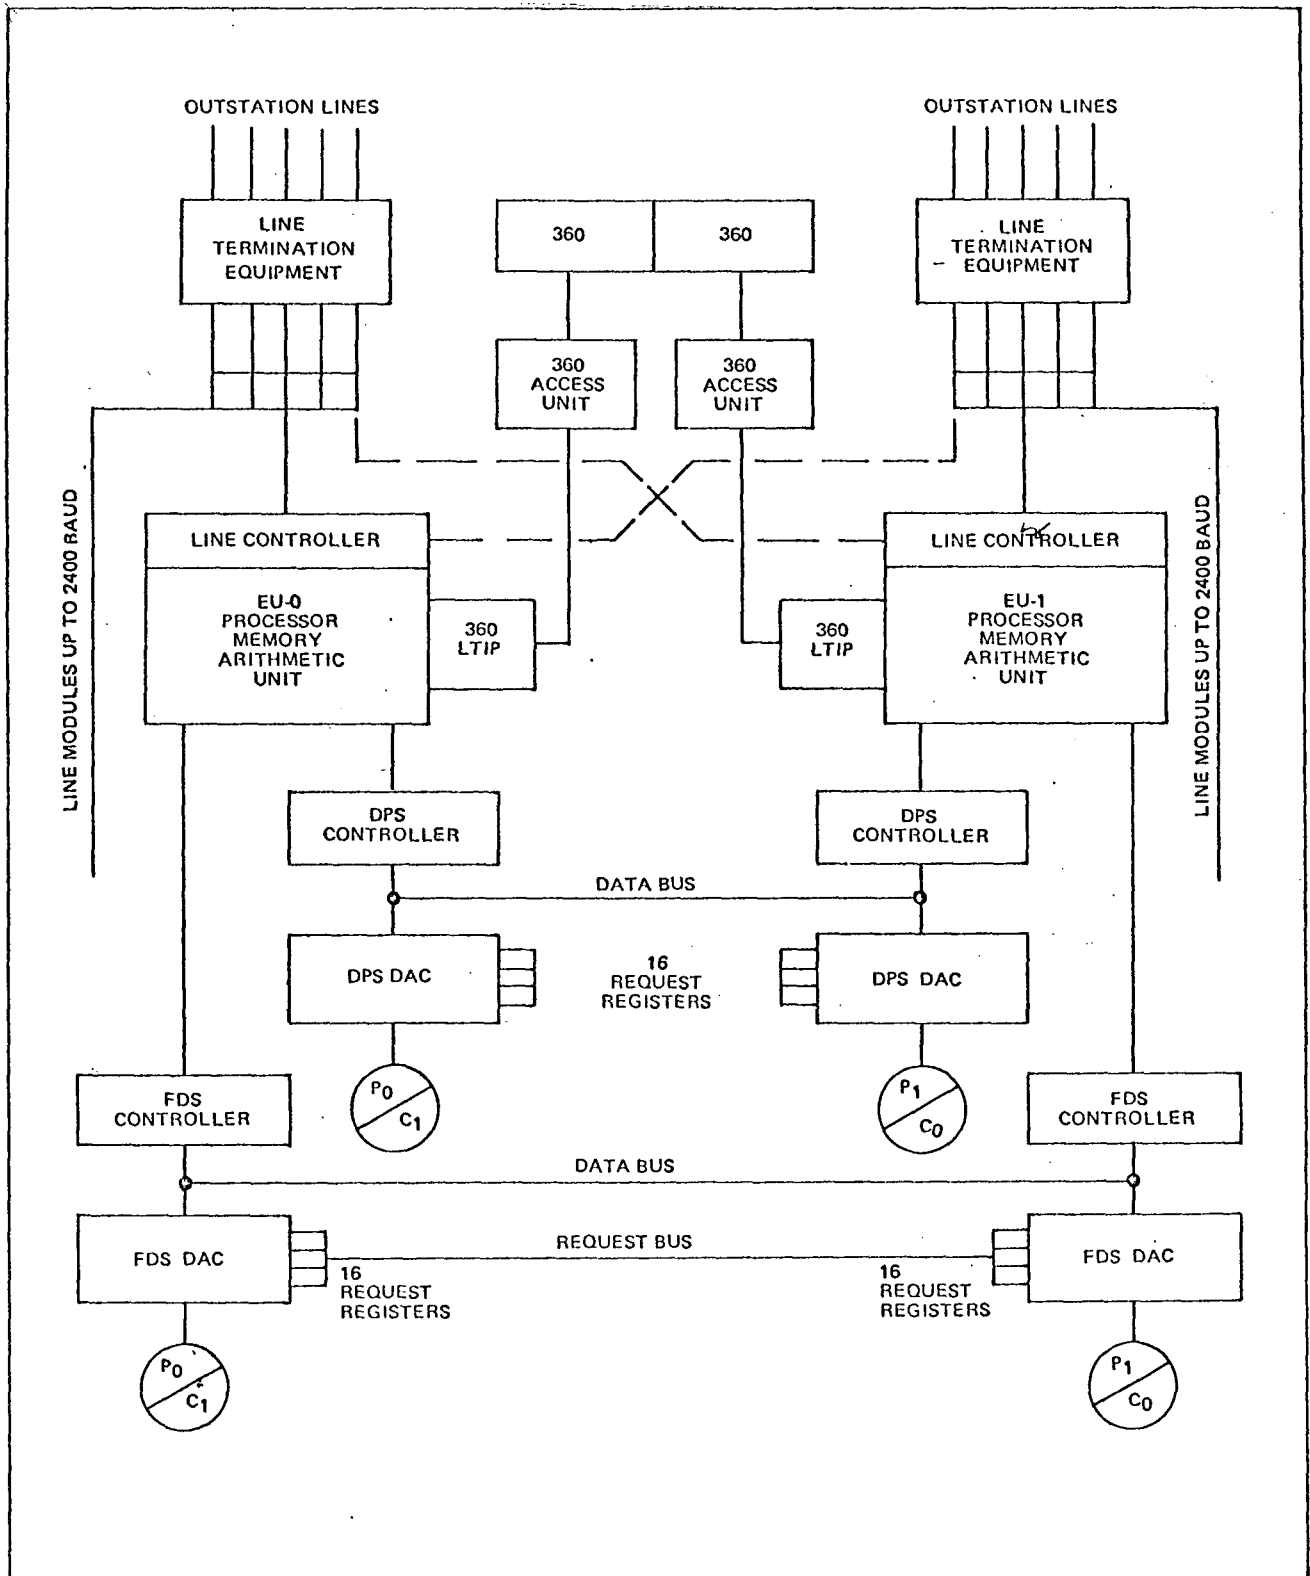 OUTSTATION LINES
OUTSTATION LINES
LINE
TERMINATION
EQUIPMENT
360
360
LINE
TERMINATION
EQUIPMENT
360
ACCESS
UNIT
360
ACCESS
UNIT
LINE MODULES UP TO 2400 BAUD
LINE MODULES UP TO 2400 BAUD
LINE CONTROLLER
LINE CONTROLLER
EU-0
PROCESSOR
MEMORY
ARITHMETIC
UNIT
360
LTIP
360
LTIP
EU-1
PROCESSOR
MEMORY
ARITHMETIC
UNIT
DPS
CONTROLLER
DPS
CONTROLLER
DATA BUS
DPS DAC
16
REQUEST
REGISTERS
DPS DAC
P0
C1
P1
C0
FDS
CONTROLLER
FDS
CONTROLLER
DATA BUS
FDS DAC
REQUEST BUS
FDS DAC
16
REQUEST
REGISTERS
16
REQUEST
REGISTERS
P0
C1
P1
C0